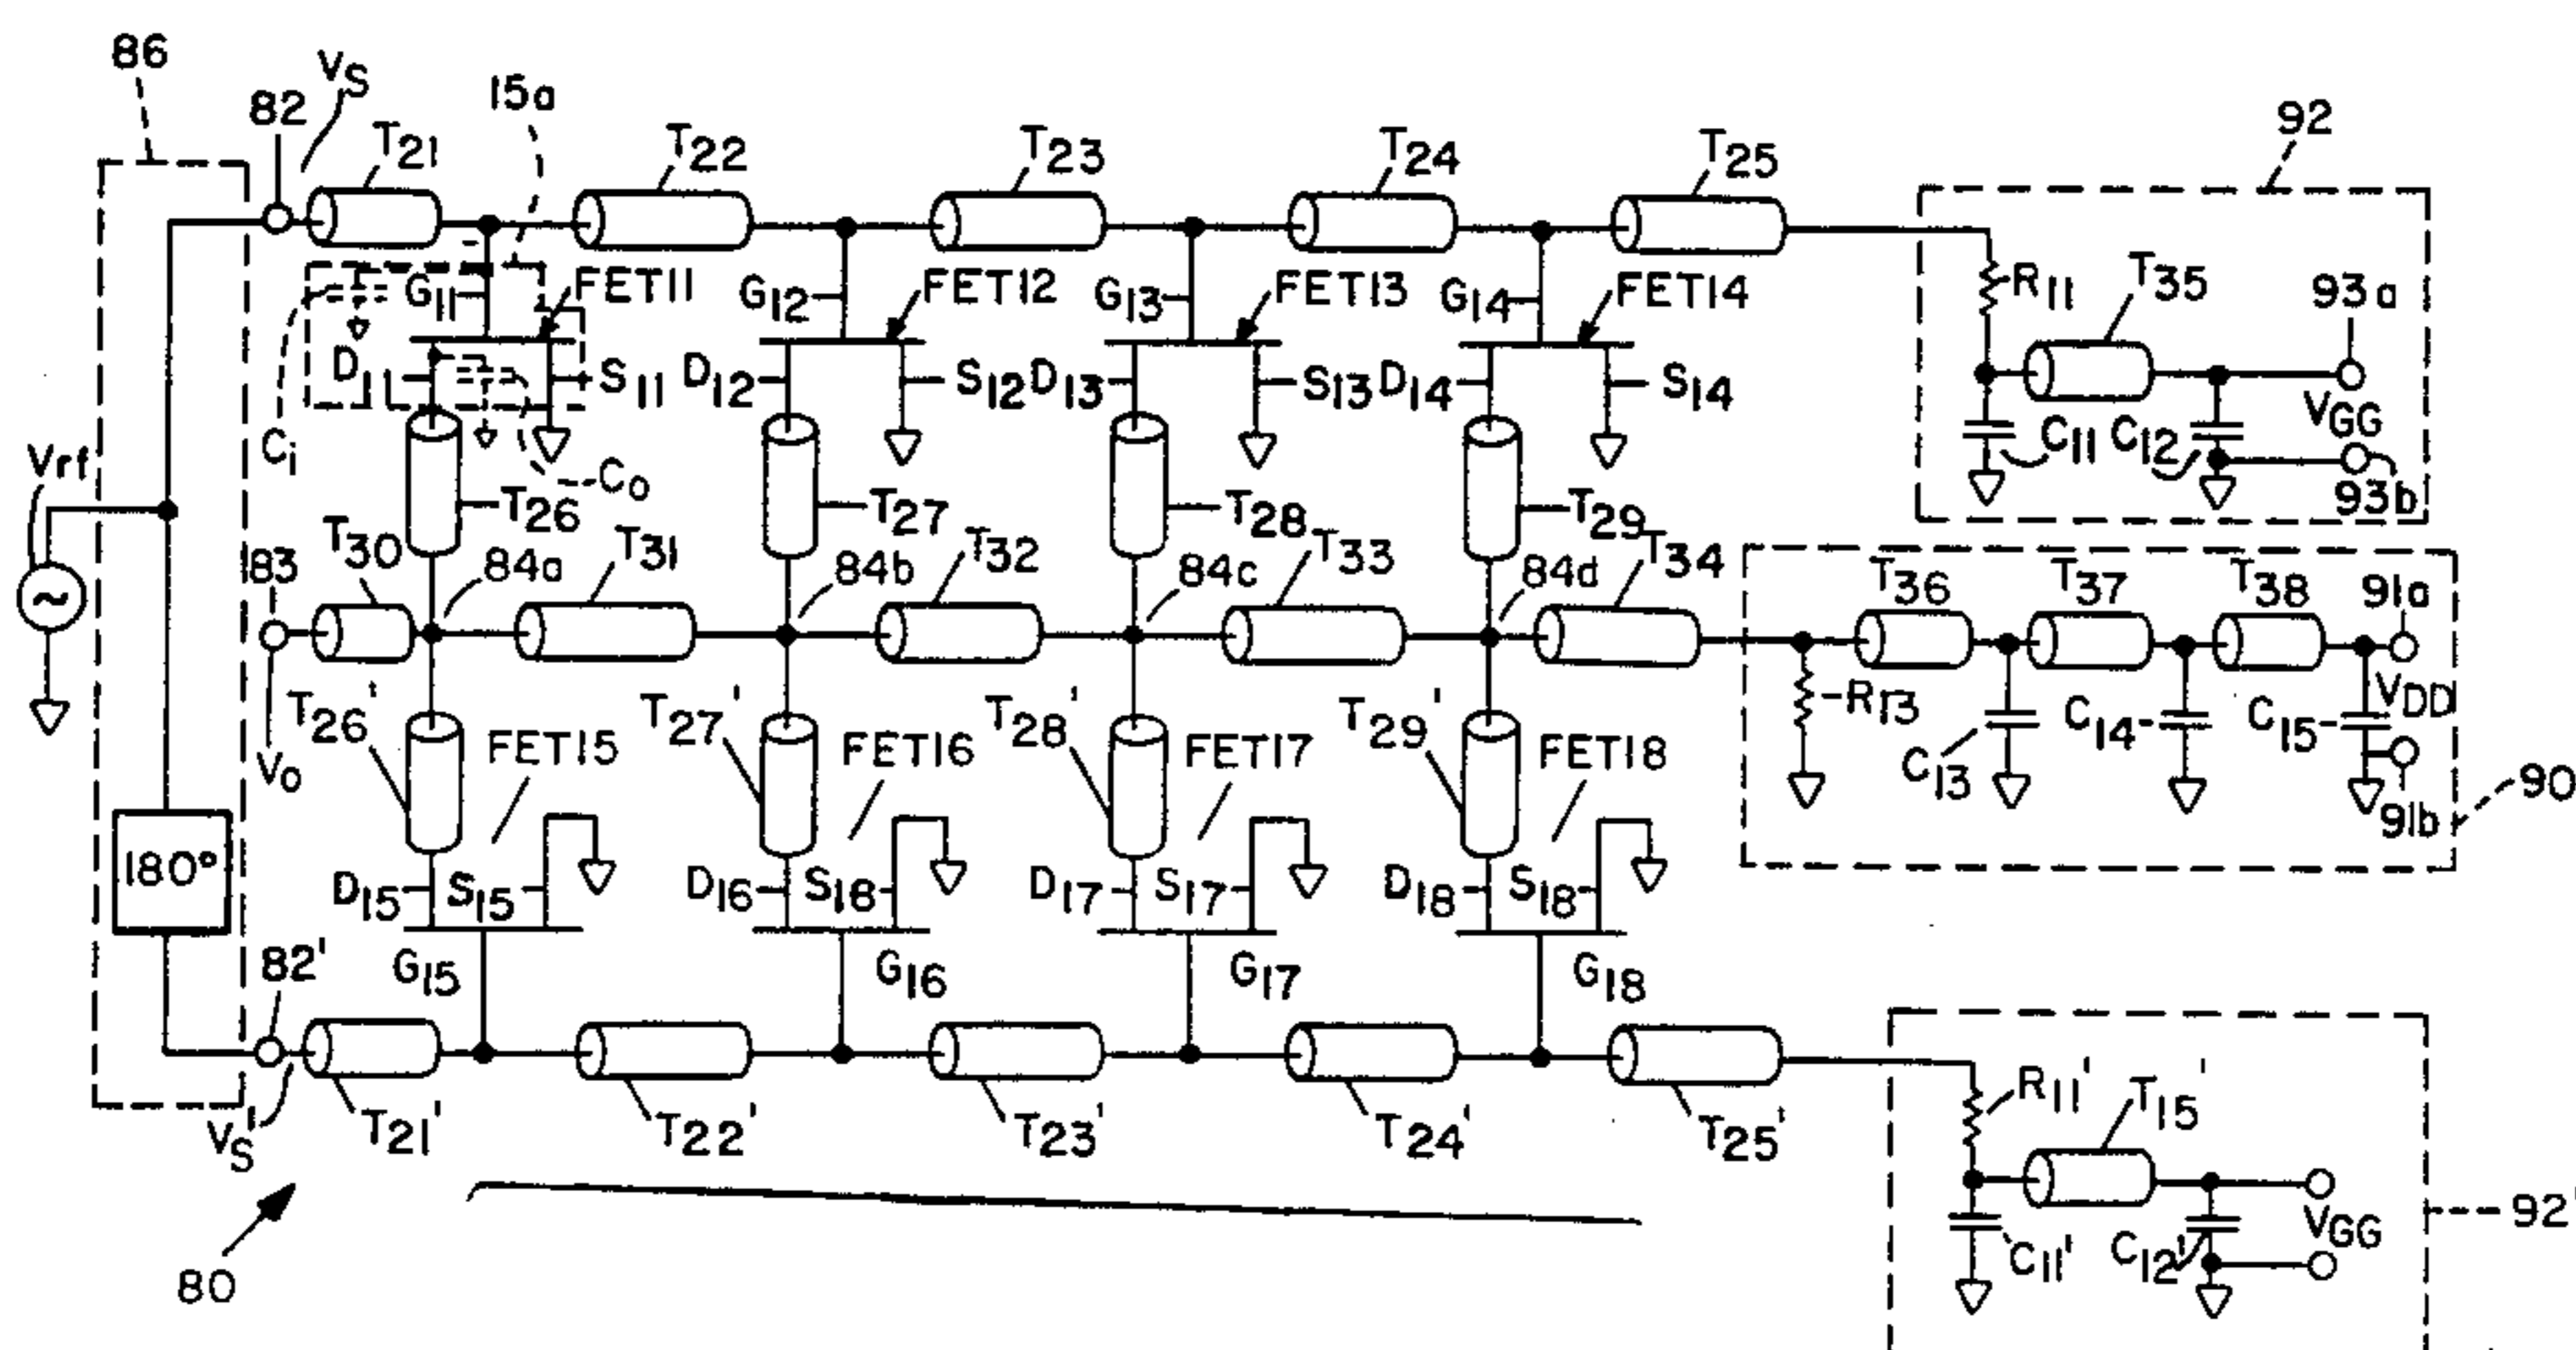 86
VS
82
T21
15a
T22
T23
T24
T25
92
G11
FET11
G12
FET12
G13
FET13
G14
FET14
R11
T35
93a
D11
S11
D12
S12
D13
S13
D14
S14
VGG
Ci
Co
C11
C12
93b
Vrf
T26
T27
T28
T29
83
T30
84a
T31
84b
T32
84c
T33
84d
T34
T36
T37
T38
91a
R13
C13
C14
C15
VDD
91b
90
Vo
T26'
FET15
T27'
FET16
T28'
FET17
T29'
FET18
180°
D15
S15
D16
S18
D17
S17
D18
S18
82'
G15
G16
G17
G18
VS'
T21'
T22'
T23'
T24'
T25'
R11'
T15'
C11'
C12'
VGG
92'
80